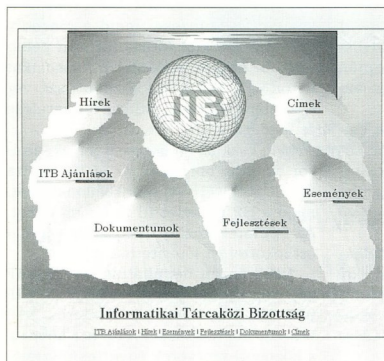 ITB
Hírek
Címek
ITB Ajánlások
Események
Dokumentumok
Fejlesztések
Informatikai Tárcaközi Bizottság
ITB Ajánlások | Hírek | Események | Fejlesztések | Dokumentumok | Címek